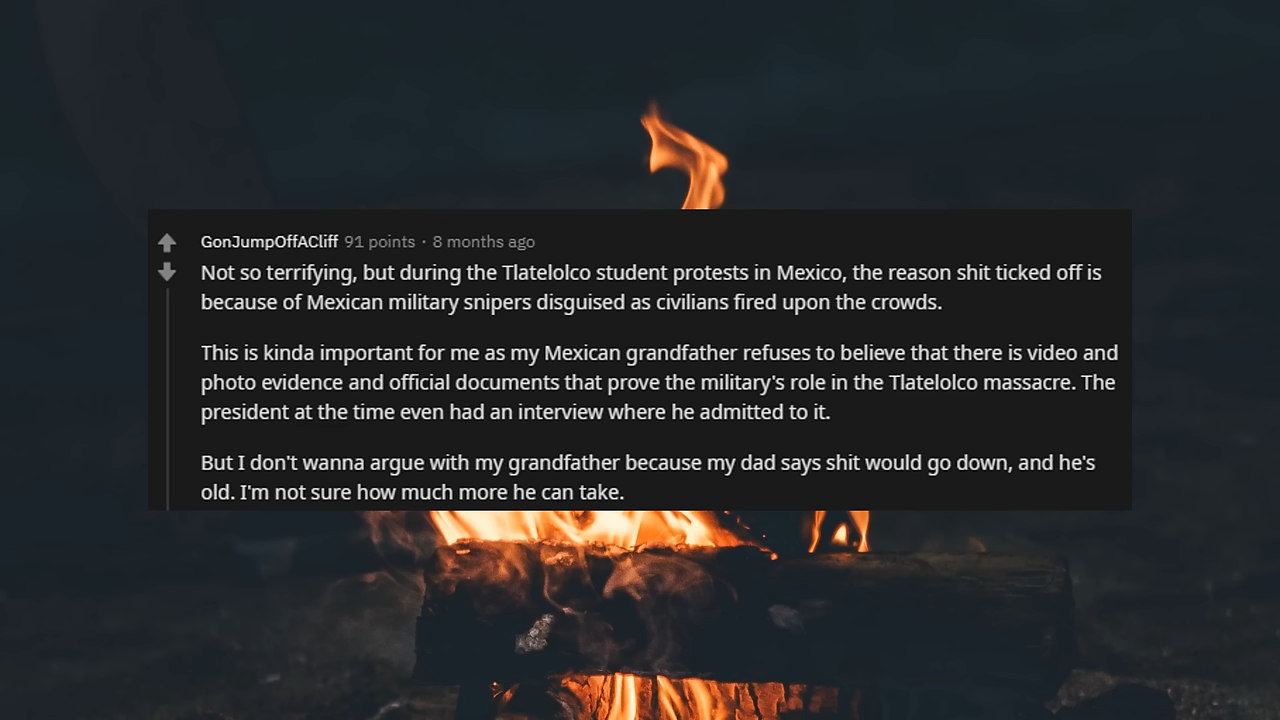 GonJumpOffACliff 91 points · 8 months ago
Not so terrifying, but during the Tlatelolco student protests in Mexico, the reason shit ticked off is
because of Mexican military snipers disguised as civilians fired upon the crowds.
This is kinda important for me as my Mexican grandfather refuses to believe that there is video and
photo evidence and official documents that prove the military's role in the Tlatelolco massacre. The
president at the time even had an interview where he admitted to it.
But I don't wanna argue with my grandfather because my dad says shit would go down, and he's
old. I'm not sure how much more he can take.